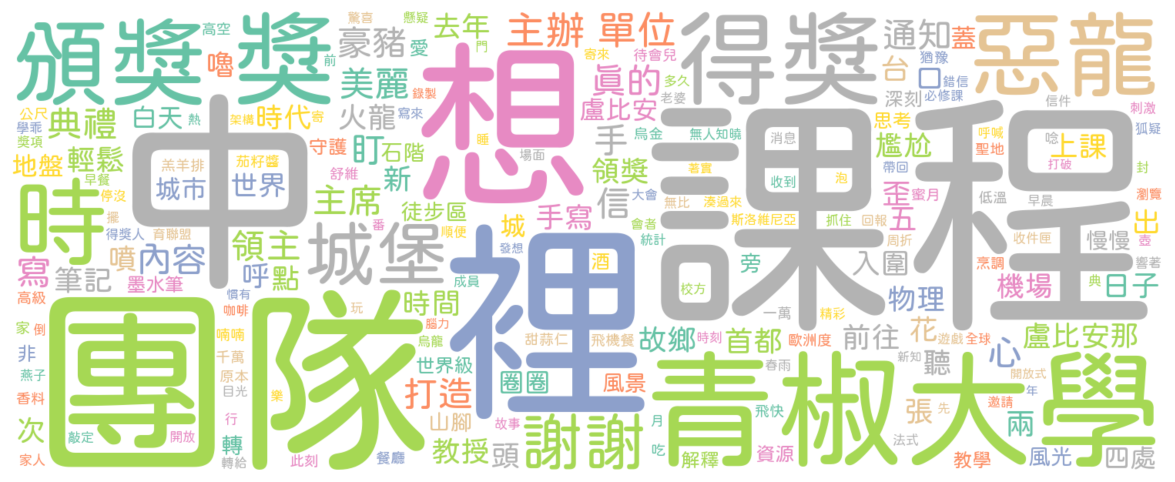 頒獎
獎
想
得獎
惡龍
課程
中
時
裡
團隊
青椒大學
城堡
謝謝
高空
驚喜
懸疑
去年
主辦
單位
寄來
待會兒
通知
蓋
猶豫
嚕
前
豪豬
愛
門
美麗
錄製
真的
多久
老婆
台
口
錯信
必修課
深刻
信件
刺激
公尺
學乖
獎項
白天
熱
架構
時代
寄
寫來
火龍
盧比安
典禮
守護
盯
石階
烏金
手
無人知曉
消息
思考
呼喊
聖地
唸
上課
打破
狐疑
地盤
輕鬆
早餐
停沒
羔羊排
茄籽醬
城市
世界
舒維
新
睡
場面
領獎
著實
收到
泡
尷尬
帶回
封
擺
得獎人
育聯盟
主席
番
徒步區
順便
手寫
信
大會
無比
湊過來
斯洛維尼亞
抓住
歪
蜜月
回報
五
低溫
早晨
瀏覽
出
壺
寫
高級
筆記
墨水筆
噴
內容
慣有
咖啡
領主
呼
點
成員
發想
城
會者
統計
酒
旁
校方
入圍
周折
收件匣
烹調
慢慢
響著
機場
典
日子
家
倒
喃喃
玩
時間
腦力
烏龍
世界級
甜蒜仁
飛機餐
故鄉
時刻
一萬
首都
歐洲度
精彩
物理
前往
花
遊戲
全球
心
盧比安那
非
燕子
千萬
原本
目光
樂
打造
圈圈
風景
春雨
新知
聽
開放式
年
香料
次
敲定
開放
行
轉
轉給
家人
此刻
餐廳
山腳
教授
故事
頭
月
吃
飛快
解釋
資源
法式
張
先
教學
邀請
兩
風光
四處